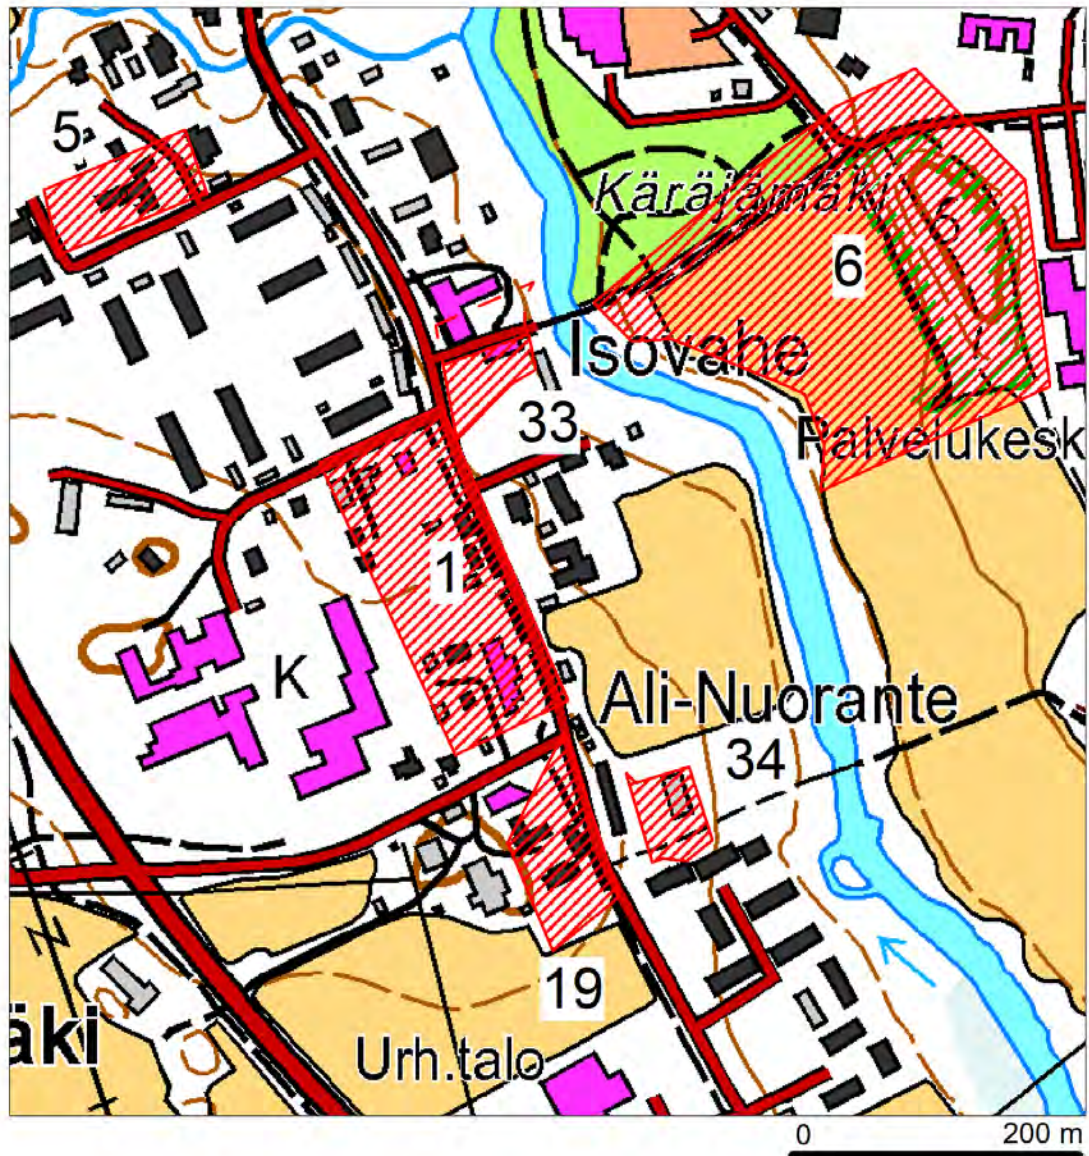 5
Käräjämäki
6
Isovahe
33
Palvelukesk
1
K
Ali-Nuorante
34
19
äki
Urh.talo
0 200 m